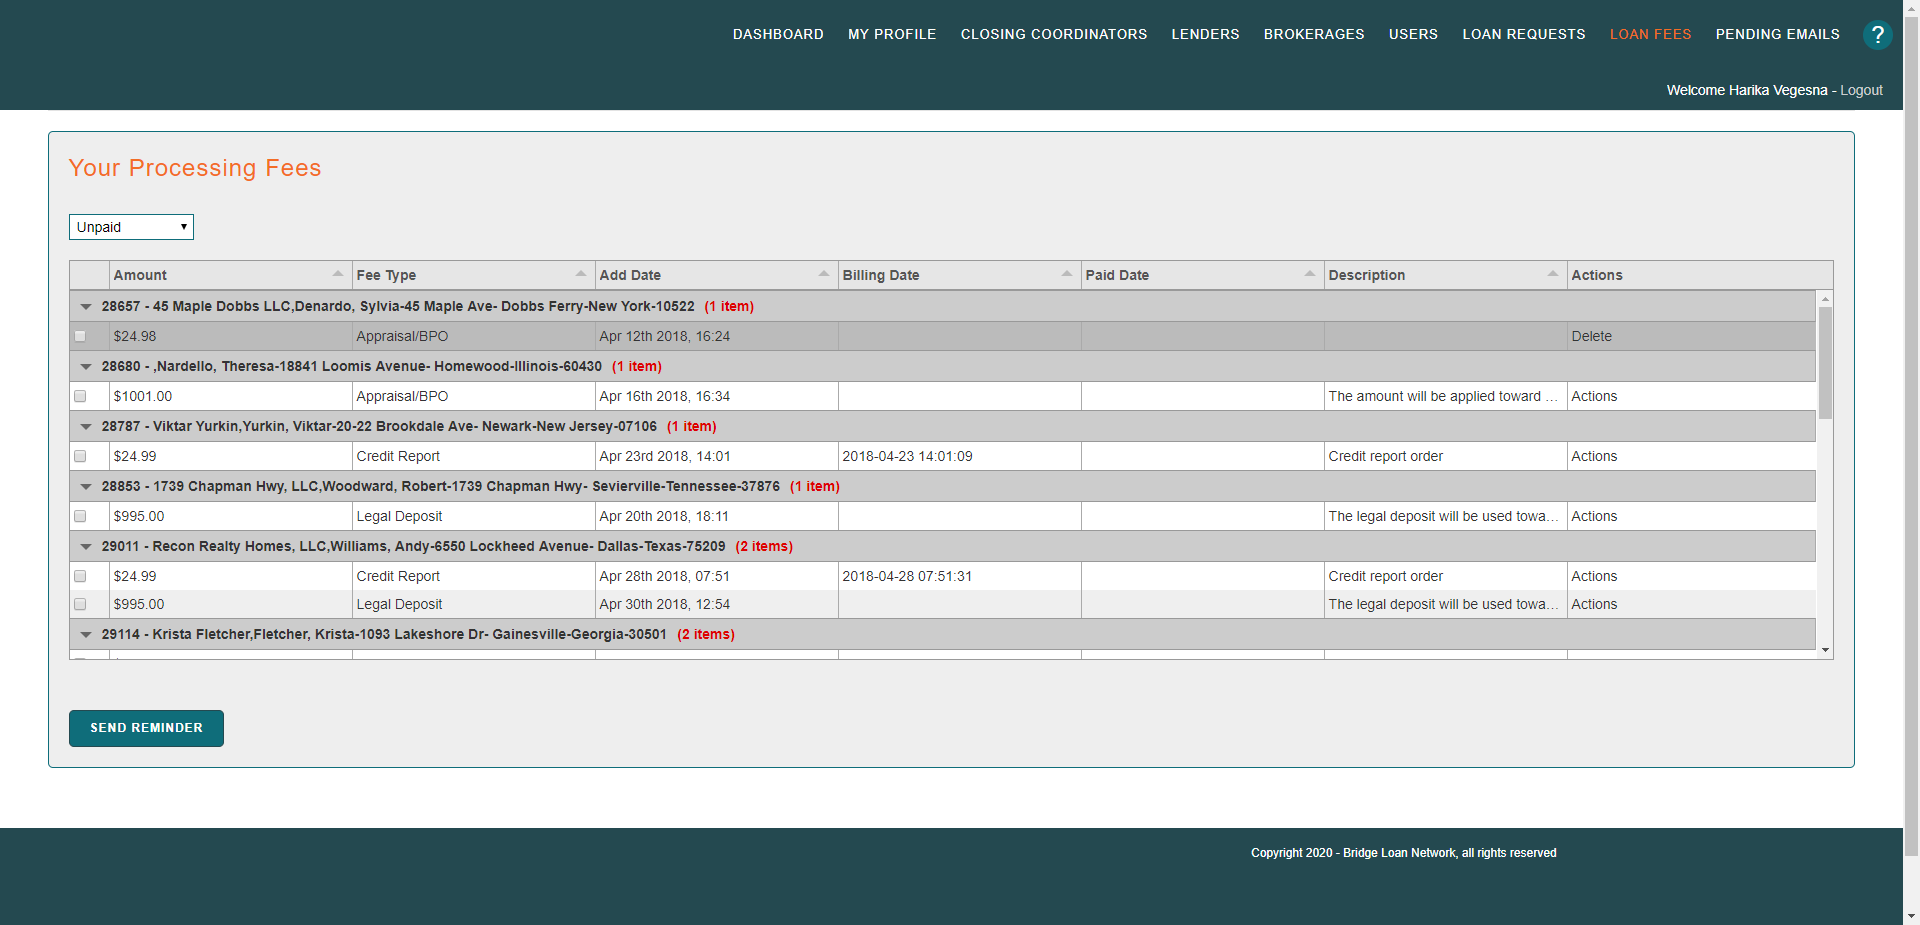 DASHBOARD MY PROFILE CLOSING COORDINATORS LENDERS BROKERAGES USERS LOAN REQUESTS LOAN FEES PENDING EMAILS ?
Welcome Harika Vegesna - Logout
Your Processing Fees
Unpaid
Amount Fee Type Add Date Billing Date Paid Date Description Actions
28657 - 45 Maple Dobbs LLC,Denardo, Sylvia-45 Maple Ave- Dobbs Ferry-New York-10522 (1 item)
$24.98 Appraisal/BPO Apr 12th 2018, 16:24 Delete
28680 - ,Nardello, Theresa-18841 Loomis Avenue- Homewood-Illinois-60430 (1 item)
$1001.00 Appraisal/BPO Apr 16th 2018, 16:34 The amount will be applied toward ... Actions
28787 - Viktar Yurkin,Yurkin, Viktar-20-22 Brookdale Ave- Newark-New Jersey-07106 (1 item)
$24.99 Credit Report Apr 23rd 2018, 14:01 2018-04-23 14:01:09 Credit report order Actions
28853 - 1739 Chapman Hwy, LLC,Woodward, Robert-1739 Chapman Hwy- Sevierville-Tennessee-37876 (1 item)
$995.00 Legal Deposit Apr 20th 2018, 18:11 The legal deposit will be used towa... Actions
29011 - Recon Realty Homes, LLC,Williams, Andy-6550 Lockheed Avenue- Dallas-Texas-75209 (2 items)
$24.99 Credit Report Apr 28th 2018, 07:51 2018-04-28 07:51:31 Credit report order Actions
$995.00 Legal Deposit Apr 30th 2018, 12:54 The legal deposit will be used towa... Actions
29114 - Krista Fletcher,Fletcher, Krista-1093 Lakeshore Dr- Gainesville-Georgia-30501 (2 items)
SEND REMINDER
Copyright 2020 - Bridge Loan Network, all rights reserved